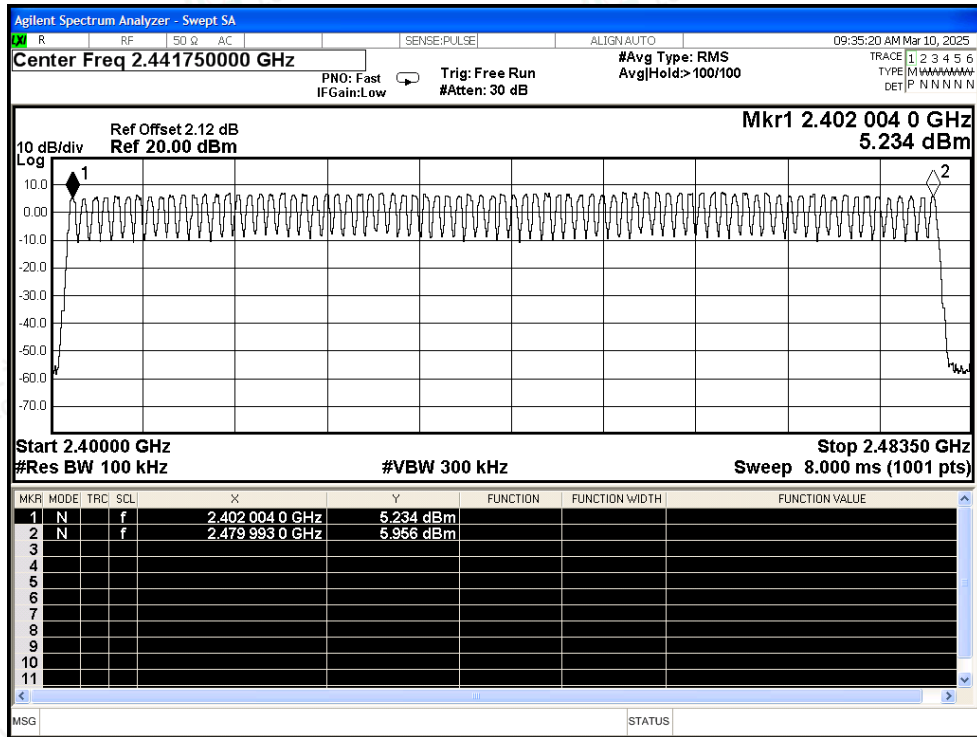 Agilent Spectrum Analyzer - Swept SA
LXI R RF 50 Ω AC SENSE:PULSE ALIGN AUTO 09:35:20 AM Mar 10, 2025
Center Freq 2.441750000 GHz
#Avg Type: RMS
TRACE 1 2 3 4 5 6
PNO: Fast
Trig: Free Run
Avg|Hold:>100/100
TYPE M
IFGain:Low
#Atten: 30 dB
DET P N N N N N
Mkr1 2.402 004 0 GHz
Ref Offset 2.12 dB
10 dB/div Ref 20.00 dBm
5.234 dBm
Log
1
2
10.0
0.00
-10.0
-20.0
-30.0
-40.0
-50.0
-60.0
-70.0
Start 2.40000 GHz Stop 2.48350 GHz
#Res BW 100 kHz #VBW 300 kHz Sweep 8.000 ms (1001 pts)
MKR MODE TRC SCL X Y FUNCTION FUNCTION WIDTH FUNCTION VALUE
1 N f 2.402 004 0 GHz 5.234 dBm
2 N f 2.479 993 0 GHz 5.956 dBm
3
4
5
6
7
8
9
10
11
MSG STATUS